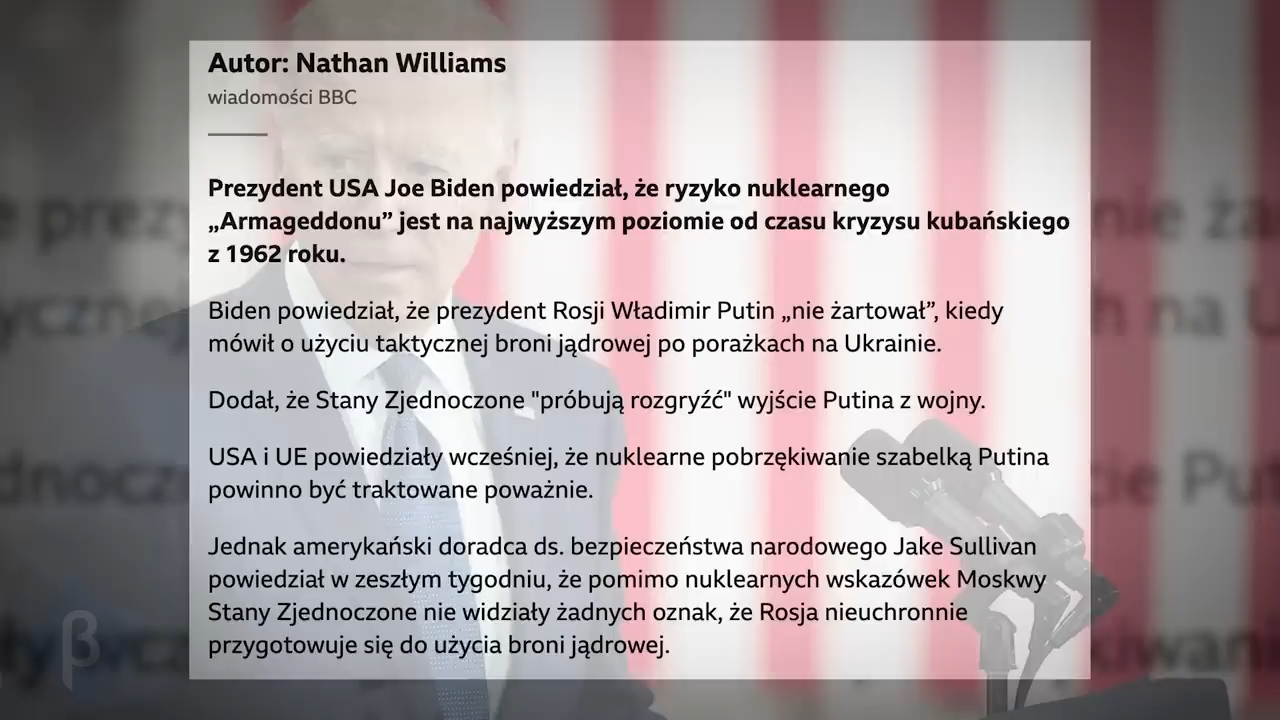 Autor: Nathan Williams
wiadomości BBC
Prezydent USA Joe Biden powiedział, że ryzyko nuklearnego
„Armageddonu” jest na najwyższym poziomie od czasu kryzysu kubańskiego
z 1962 roku.
Biden powiedział, że prezydent Rosji Władimir Putin „nie żartował”, kiedy
mówił o użyciu taktycznej broni jądrowej po porażkach na Ukrainie.
Dodał, że Stany Zjednoczone "próbują rozgryźć" wyjście Putina z wojny.
USA i UE powiedziały wcześniej, że nuklearne pobrzękiwanie szabelką Putina
powinno być traktowane poważnie.
Jednak amerykański doradca ds. bezpieczeństwa narodowego Jake Sullivan
powiedział w zeszłym tygodniu, że pomimo nuklearnych wskazówek Moskwy
Stany Zjednoczone nie widziały żadnych oznak, że Rosja nieuchronnie
przygotowuje się do użycia broni jądrowej.
β